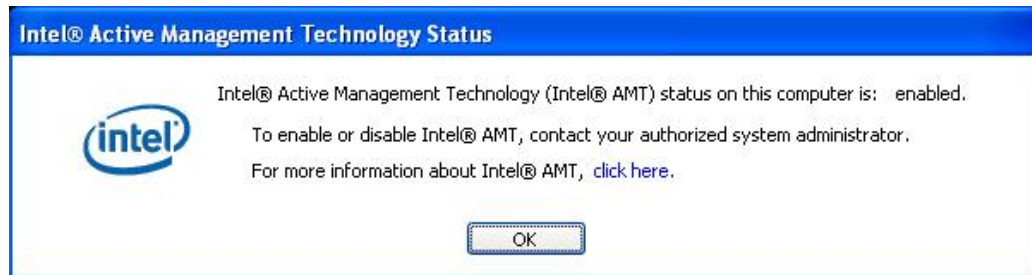 Intel® Active Management Technology Status
Intel® Active Management Technology (Intel® AMT) status on this computer is: enabled.
To enable or disable Intel® AMT, contact your authorized system administrator.
For more information about Intel® AMT, click here.
intel
OK